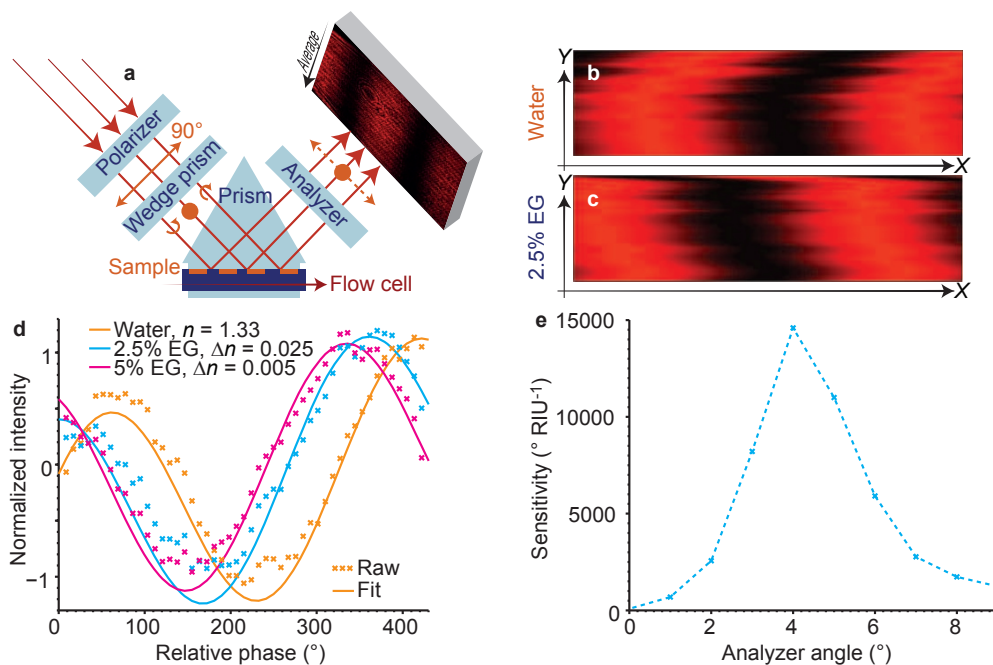 a
Average
Polarizer
90°
Wedge prism
Prism
Analyzer
Sample
Flow cell
Water
Y
b
X
2.5% EG
Y
c
X
d
Water, n = 1.33
2.5% EG, Δn = 0.025
5% EG, Δn = 0.005
Normalized intensity
1
0
−1
Raw
Fit
0
100
200
300
400
Relative phase (°)
e
Sensitivity (° RIU⁻¹)
15000
10000
5000
0
0
2
4
6
8
Analyzer angle (°)